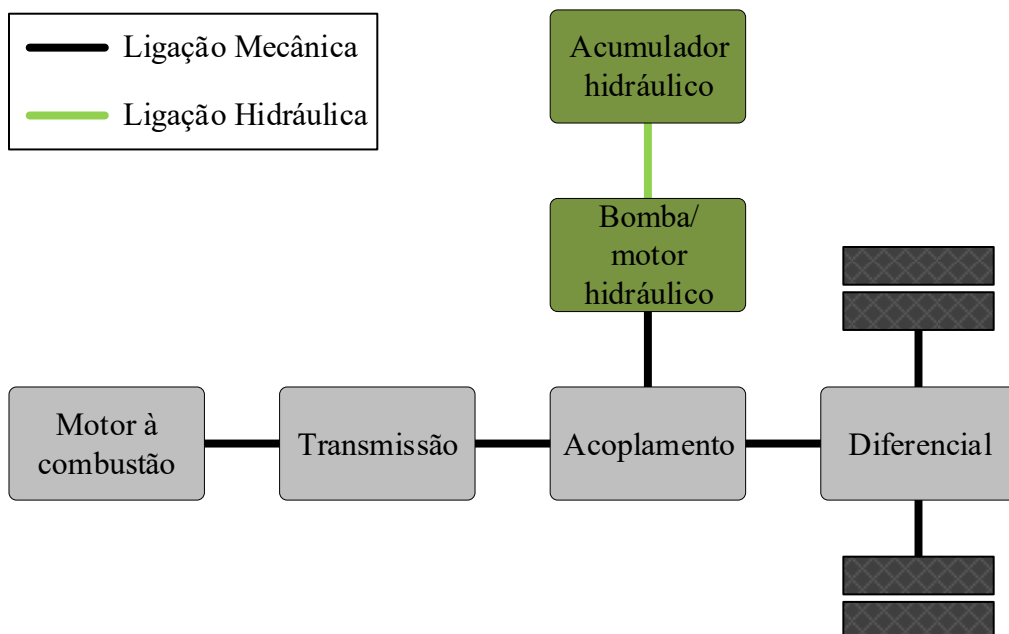 Ligação Mecânica
Ligação Hidráulica
Acumulador
hidráulico
Bomba/
motor
hidráulico
Motor à
combustão
Transmissão
Acoplamento
Diferencial